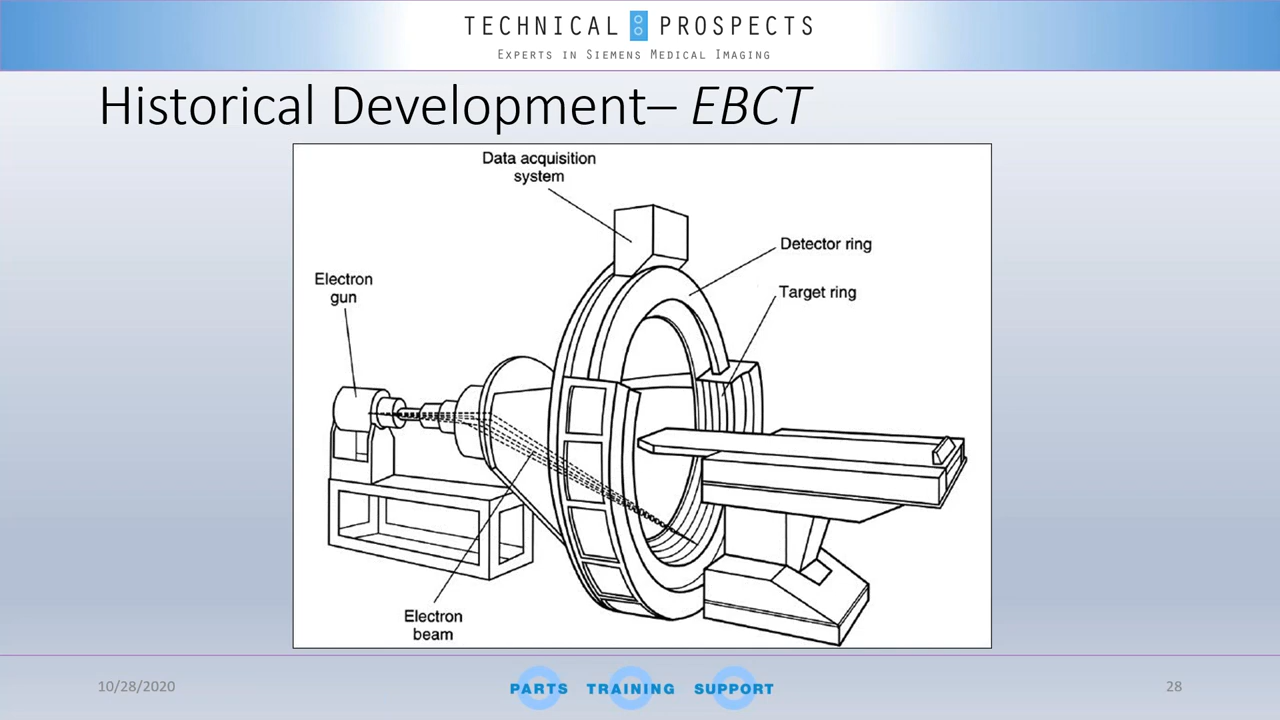 TECHNICAL PROSPECTS
EXPERTS IN SIEMENS MEDICAL IMAGING
Historical Development– EBCT
Data acquisition
system
Detector ring
Electron
gun
Target ring
Electron
beam
10/28/2020
PARTS TRAINING SUPPORT
28